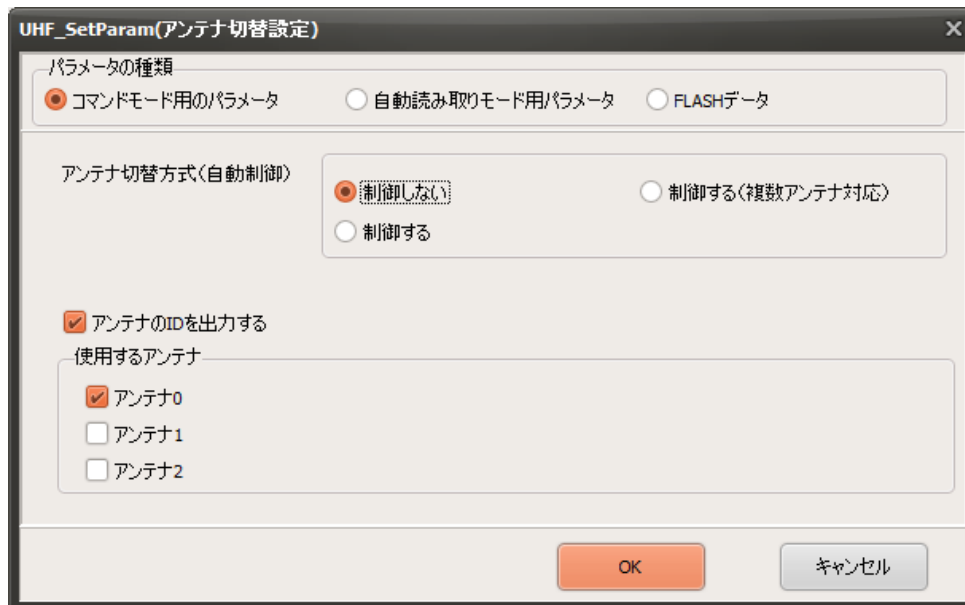 UHF_SetParam(アンテナ切替設定)
パラメータの種類
コマンドモード用のパラメータ 自動読み取りモード用パラメータ FLASHデータ
アンテナ切替方式(自動制御)
制御しない 制御する(複数アンテナ対応)
制御する
アンテナのIDを出力する
使用するアンテナ
アンテナ0
アンテナ1
アンテナ2
OK キャンセル